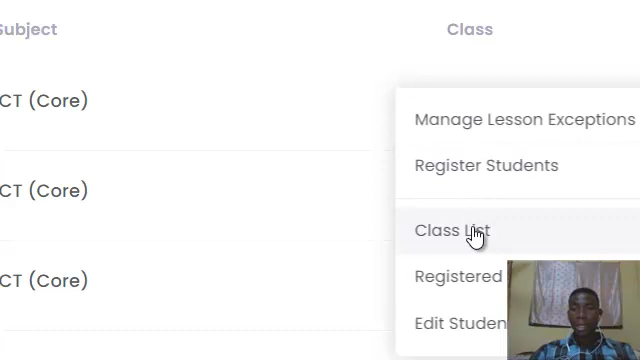 Subject Class
CT (Core)
Manage Lesson Exceptions
Register Students
CT (Core)
Class List
Registered
CT (Core)
Edit Studen